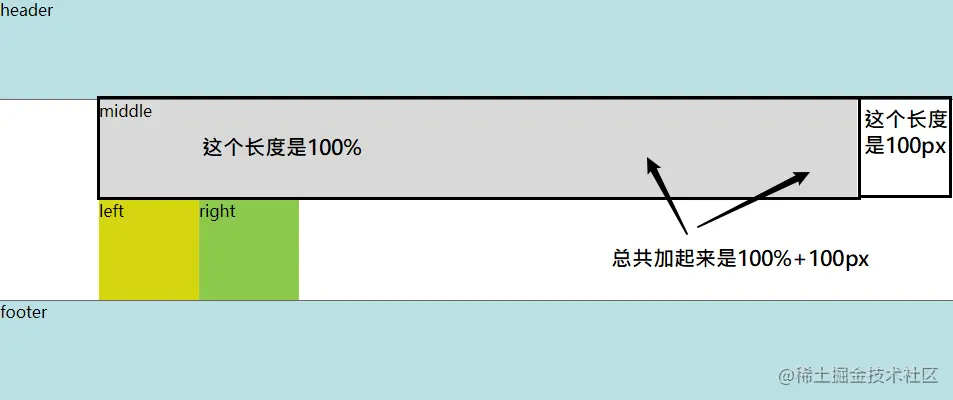 header
middle
这个长度是100%
这个长度
是100px
left
right
总共加起来是100%+100px
footer
@稀土掘金技术社区